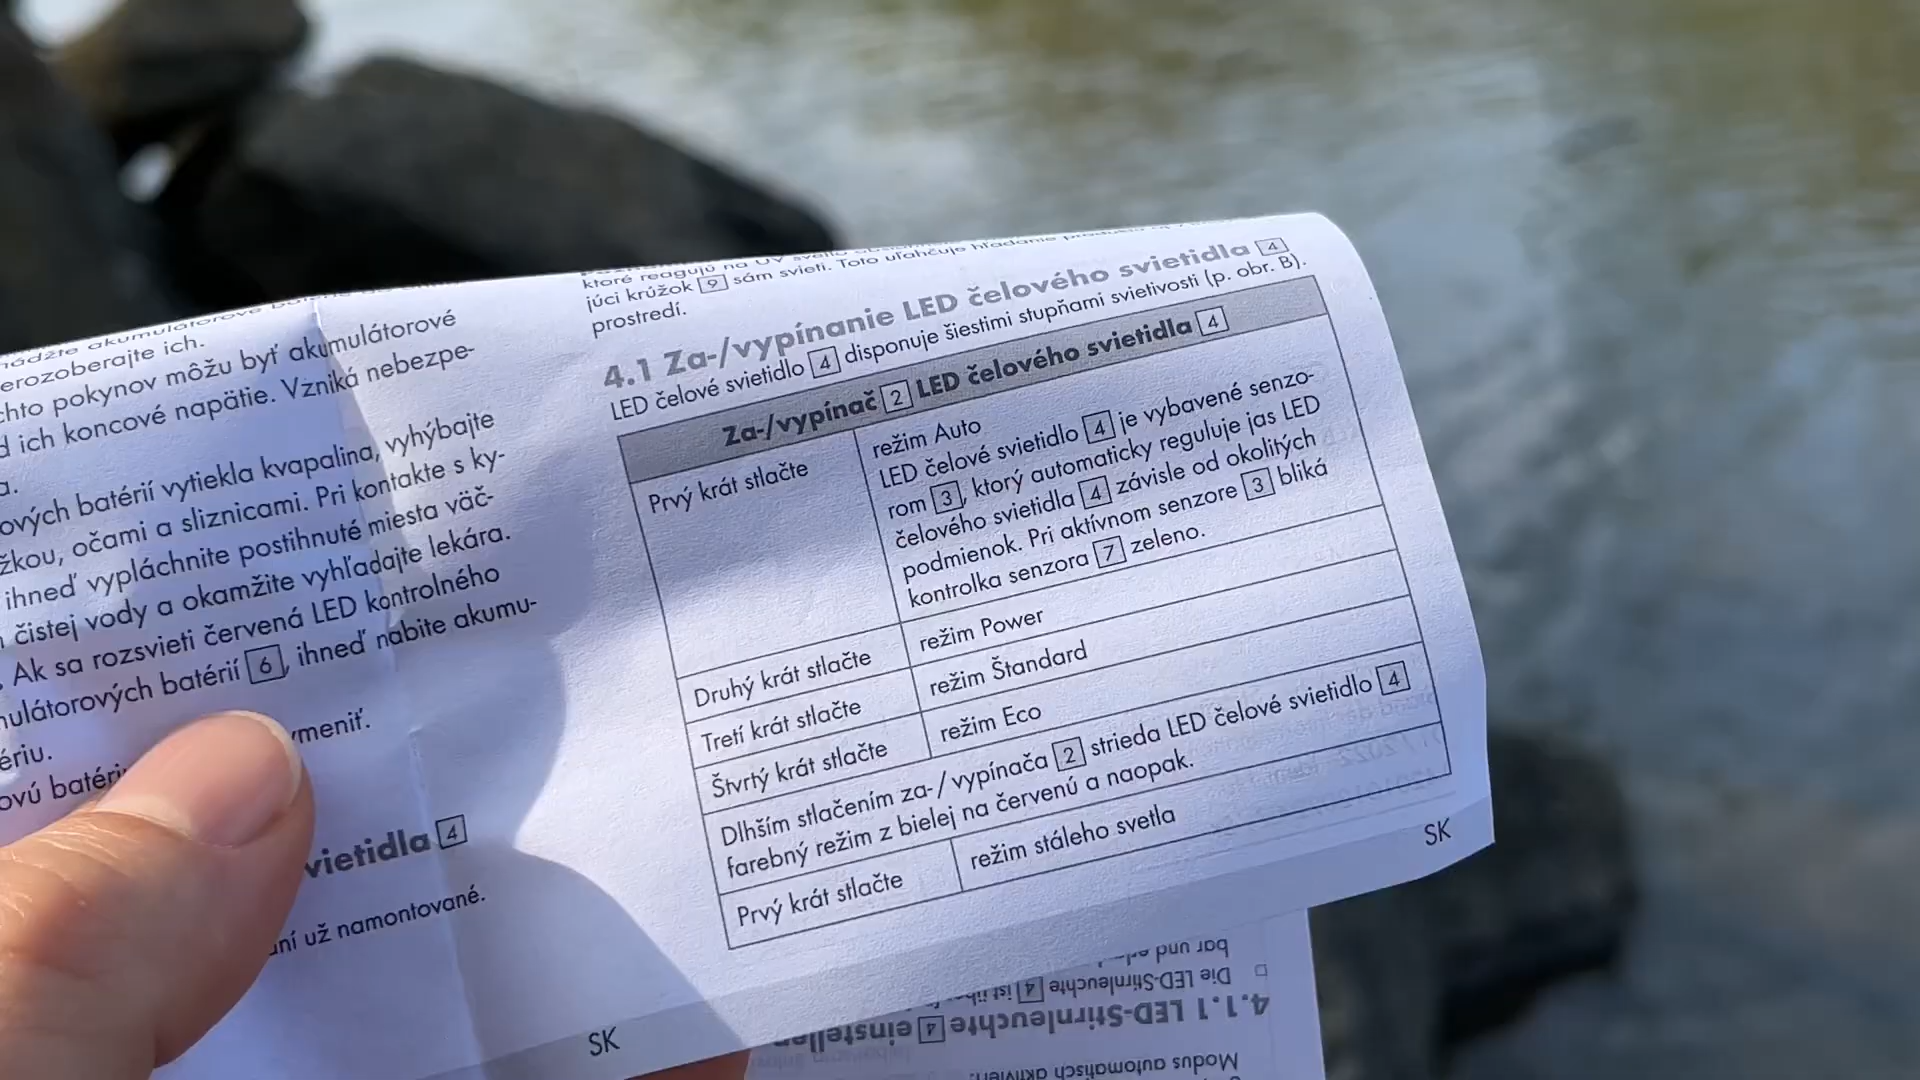 nádžte akumulátorové
erozoberajte ich.
chto pokynov môžu byť akumulátorové
d ich koncové napätie. Vzniká nebezpe-
a.
ových batérií vytiekla kvapalina, vyhýbajte
žkou, očami a sliznicami. Pri kontakte s ky-
ihneď vypláchnite postihnuté miesta väč-
čistej vody a okamžite vyhľadajte lekára.
. Ak sa rozsvieti červená LED kontrolného
mulátorových batérií 6, ihneď nabite akumu-
ymeniť.
ériu.
ovú batériu
vietidla 4
aní už namontované.
SK
ktoré reagujú na UV
júci krúžok 9 sám svieti. Toto uľahčuje hľadanie produktu
prostredí.
4.1 Za-/vypínanie LED čelového svietidla 4
LED čelové svietidlo 4 disponuje šiestimi stupňami svietivosti (p. obr. B).
Za-/vypínač 2 LED čelového svietidla 4
Prvý krát stlačte
režim Auto
LED čelové svietidlo 4 je vybavené senzo-
rom 3, ktorý automaticky reguluje jas LED
čelového svietidla 4 závisle od okolitých
podmienok. Pri aktívnom senzore 3 bliká
kontrolka senzora 7 zeleno.
Druhý krát stlačte režim Power
Tretí krát stlačte režim Štandard
Štvrtý krát stlačte režim Eco
Dlhším stlačením za-/vypínača 2 strieda LED čelové svietidlo 4
farebný režim z bielej na červenú a naopak.
Prvý krát stlačte režim stáleho svetla
SK
Modus automatisch aktiviert.
4.1.1 LED-Stirnleuchte 4 einstellen
Die LED-Stirnleuchte 4 ist
bar und